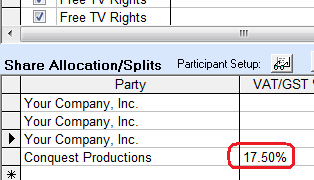 Free TV Rights
Free TV Rights
Share Allocation/Splits Participant Setup:
Party VAT/GST
Your Company, Inc.
Your Company, Inc.
Your Company, Inc.
Conquest Productions 17.50%